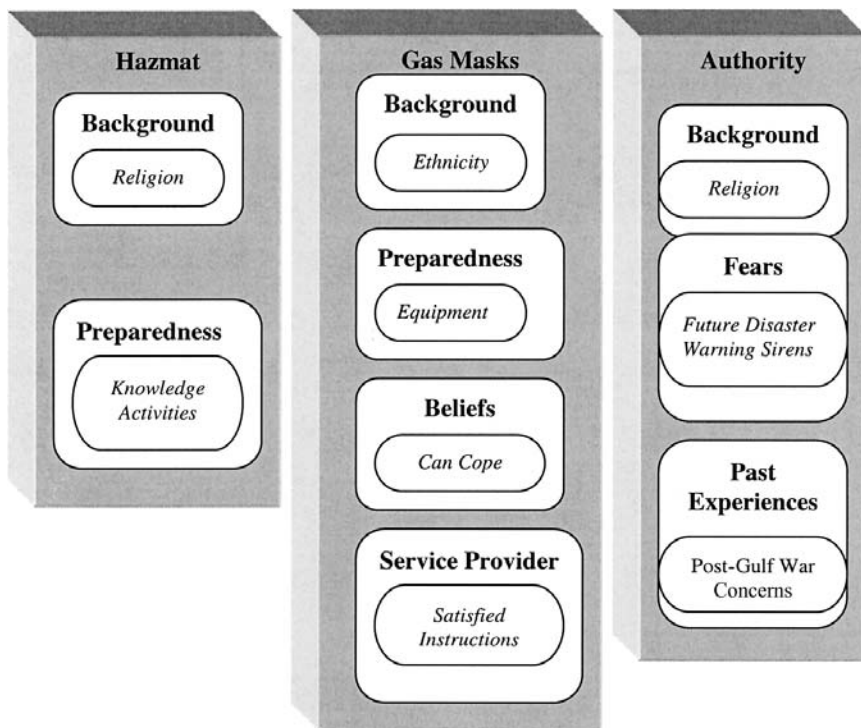 Hazmat
Background
Religion
Preparedness
Knowledge
Activities
Gas Masks
Background
Ethnicity
Preparedness
Equipment
Beliefs
Can Cope
Service Provider
Satisfied
Instructions
Authority
Background
Religion
Fears
Future Disaster
Warning Sirens
Past
Experiences
Post-Gulf War
Concerns